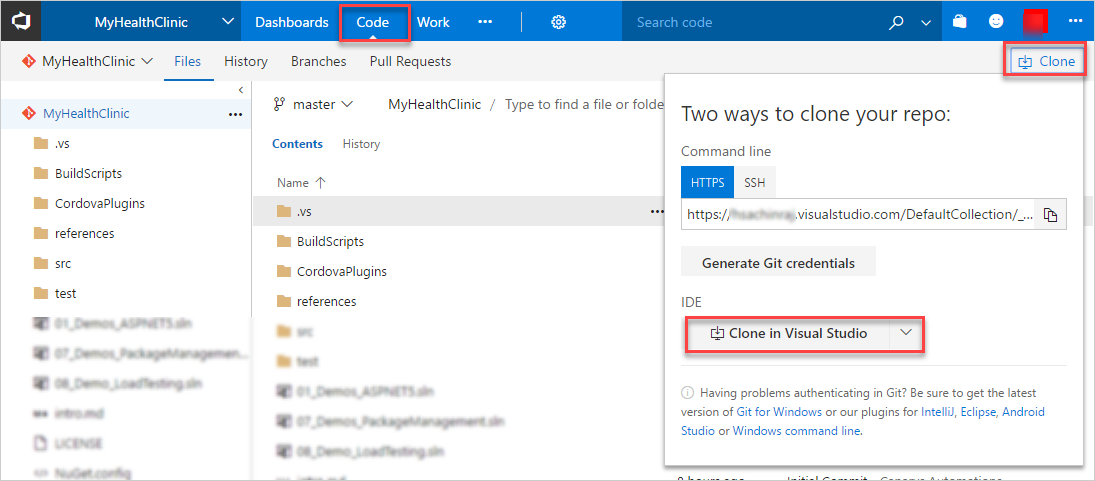 MyHealthClinic Dashboards Code Work ••• Search code •••
MyHealthClinic Files History Branches Pull Requests Clone
MyHealthClinic •••
.vs
BuildScripts
CordovaPlugins
references
src
test
01_Demos_ASPNET5.sln
07_Demos_PackageManagemen...
08_Demo_LoadTesting.sln
intro.md
LICENSE
NuGet.config
master MyHealthClinic / Type to find a file or folde
Contents History
Name ↑
.vs •••
BuildScripts
CordovaPlugins
references
src
test
01_Demos_ASPNET5.sln
07_Demos_PackageManagement.sln
08_Demo_LoadTesting.sln
intro.md
Initial Commit
Two ways to clone your repo:
Command line
HTTPS SSH
https://.visualstudio.com/DefaultCollection/_...
Generate Git credentials
IDE
Clone in Visual Studio
Having problems authenticating in Git? Be sure to get the latest
version of Git for Windows or our plugins for IntelliJ, Eclipse, Android
Studio or Windows command line.